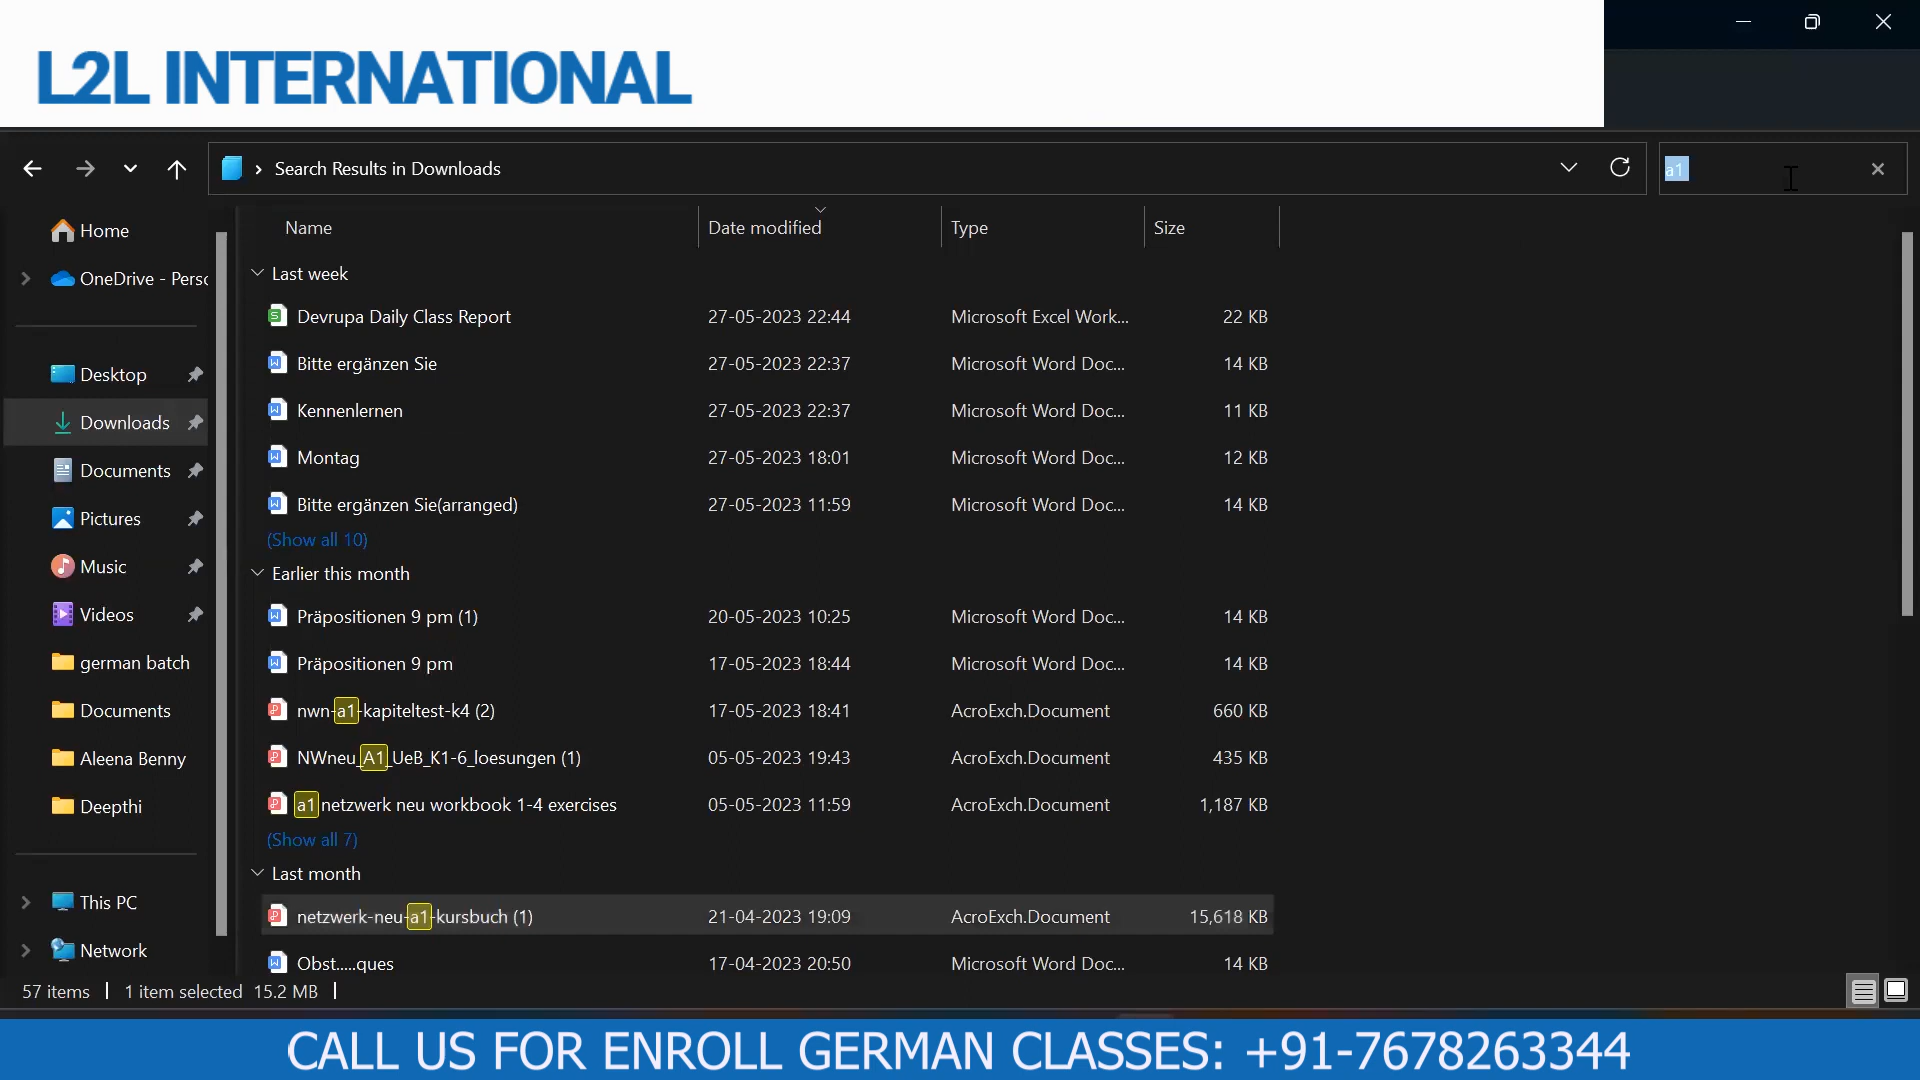 L2L INTERNATIONAL
Search Results in Downloads
a1
Home
OneDrive - Perso
Desktop
Downloads
Documents
Pictures
Music
Videos
german batch
Documents
Aleena Benny
Deepthi
This PC
Network
Name Date modified Type Size
Last week
Devrupa Daily Class Report 27-05-2023 22:44 Microsoft Excel Work... 22 KB
Bitte ergänzen Sie 27-05-2023 22:37 Microsoft Word Doc... 14 KB
Kennenlernen 27-05-2023 22:37 Microsoft Word Doc... 11 KB
Montag 27-05-2023 18:01 Microsoft Word Doc... 12 KB
Bitte ergänzen Sie(arranged) 27-05-2023 11:59 Microsoft Word Doc... 14 KB
(Show all 10)
Earlier this month
Präpositionen 9 pm (1) 20-05-2023 10:25 Microsoft Word Doc... 14 KB
Präpositionen 9 pm 17-05-2023 18:44 Microsoft Word Doc... 14 KB
nwn-a1-kapiteltest-k4 (2) 17-05-2023 18:41 AcroExch.Document 660 KB
NWneu_A1_UeB_K1-6_loesungen (1) 05-05-2023 19:43 AcroExch.Document 435 KB
a1 netzwerk neu workbook 1-4 exercises 05-05-2023 11:59 AcroExch.Document 1,187 KB
(Show all 7)
Last month
netzwerk-neu-a1-kursbuch (1) 21-04-2023 19:09 AcroExch.Document 15,618 KB
Obst.....ques 17-04-2023 20:50 Microsoft Word Doc... 14 KB
57 items 1 item selected 15.2 MB
CALL US FOR ENROLL GERMAN CLASSES: +91-7678263344